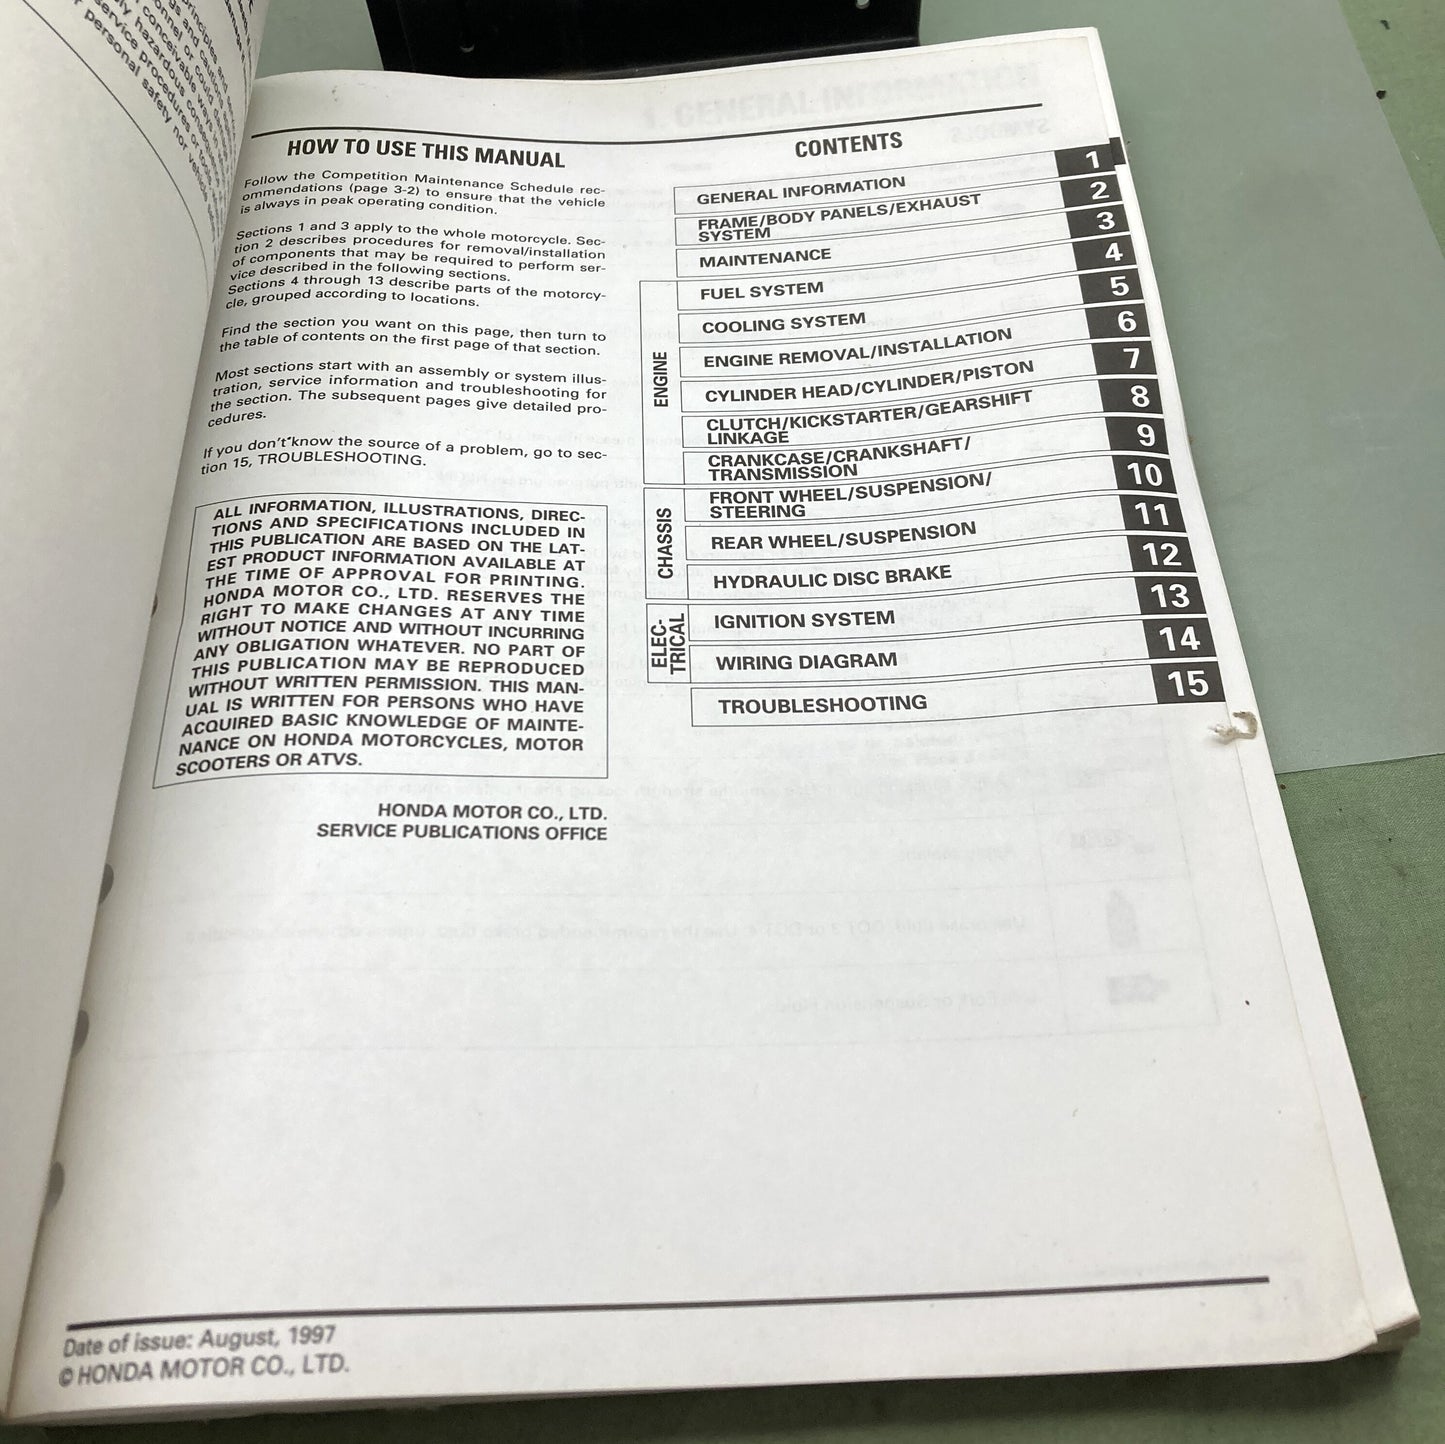 principles and
conceivable wa
hazardous conse
service procedures or tools
personal safety nor vehicle
HOW TO USE THIS MANUAL
Follow the Competition Maintenance Schedule rec-
ommendations (page 3-2) to ensure that the vehicle
is always in peak operating condition.
Sections 1 and 3 apply to the whole motorcycle. Sec-
tion 2 describes procedures for removal/installation
of components that may be required to perform ser-
vice described in the following sections.
Sections 4 through 13 describe parts of the motorcy-
cle, grouped according to locations.
Find the section you want on this page, then turn to
the table of contents on the first page of that section.
Most sections start with an assembly or system illus-
tration, service information and troubleshooting for
the section. The subsequent pages give detailed pro-
cedures.
If you don't know the source of a problem, go to sec-
tion 15, TROUBLESHOOTING.
ALL INFORMATION, ILLUSTRATIONS, DIREC-
TIONS AND SPECIFICATIONS INCLUDED IN
THIS PUBLICATION ARE BASED ON THE LAT-
EST PRODUCT INFORMATION AVAILABLE AT
THE TIME OF APPROVAL FOR PRINTING.
HONDA MOTOR CO., LTD. RESERVES THE
RIGHT TO MAKE CHANGES AT ANY TIME
WITHOUT NOTICE AND WITHOUT INCURRING
ANY OBLIGATION WHATEVER. NO PART OF
THIS PUBLICATION MAY BE REPRODUCED
WITHOUT WRITTEN PERMISSION. THIS MAN-
UAL IS WRITTEN FOR PERSONS WHO HAVE
ACQUIRED BASIC KNOWLEDGE OF MAINTE-
NANCE ON HONDA MOTORCYCLES, MOTOR
SCOOTERS OR ATVS.
HONDA MOTOR CO., LTD.
SERVICE PUBLICATIONS OFFICE
CONTENTS
GENERAL INFORMATION 1
FRAME/BODY PANELS/EXHAUST 2
SYSTEM
MAINTENANCE 3
ENGINE
FUEL SYSTEM 4
COOLING SYSTEM 5
ENGINE REMOVAL/INSTALLATION 6
CYLINDER HEAD/CYLINDER/PISTON 7
CLUTCH/KICKSTARTER/GEARSHIFT 8
LINKAGE
CRANKCASE/CRANKSHAFT/ 9
TRANSMISSION
CHASSIS
FRONT WHEEL/SUSPENSION/ 10
STEERING
REAR WHEEL/SUSPENSION 11
HYDRAULIC DISC BRAKE 12
ELEC-
TRICAL
IGNITION SYSTEM 13
WIRING DIAGRAM 14
TROUBLESHOOTING 15
Date of issue: August, 1997
© HONDA MOTOR CO., LTD.